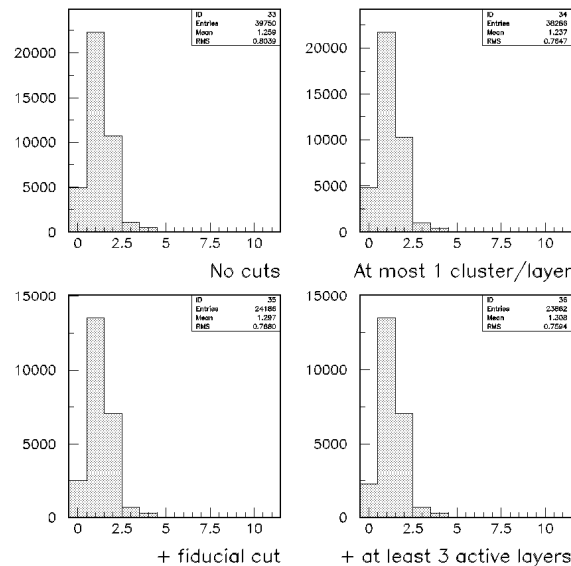 ID 33
Entries 39750
Mean 1.259
RMS 0.8039
20000
15000
10000
5000
0
0 2.5 5 7.5 10
No cuts
ID 34
Entries 38286
Mean 1.237
RMS 0.7647
20000
15000
10000
5000
0
0 2.5 5 7.5 10
At most 1 cluster/layer
ID 35
Entries 24186
Mean 1.297
RMS 0.7680
15000
10000
5000
0
0 2.5 5 7.5 10
+ fiducial cut
ID 36
Entries 23862
Mean 1.308
RMS 0.7594
15000
10000
5000
0
0 2.5 5 7.5 10
+ at least 3 active layers